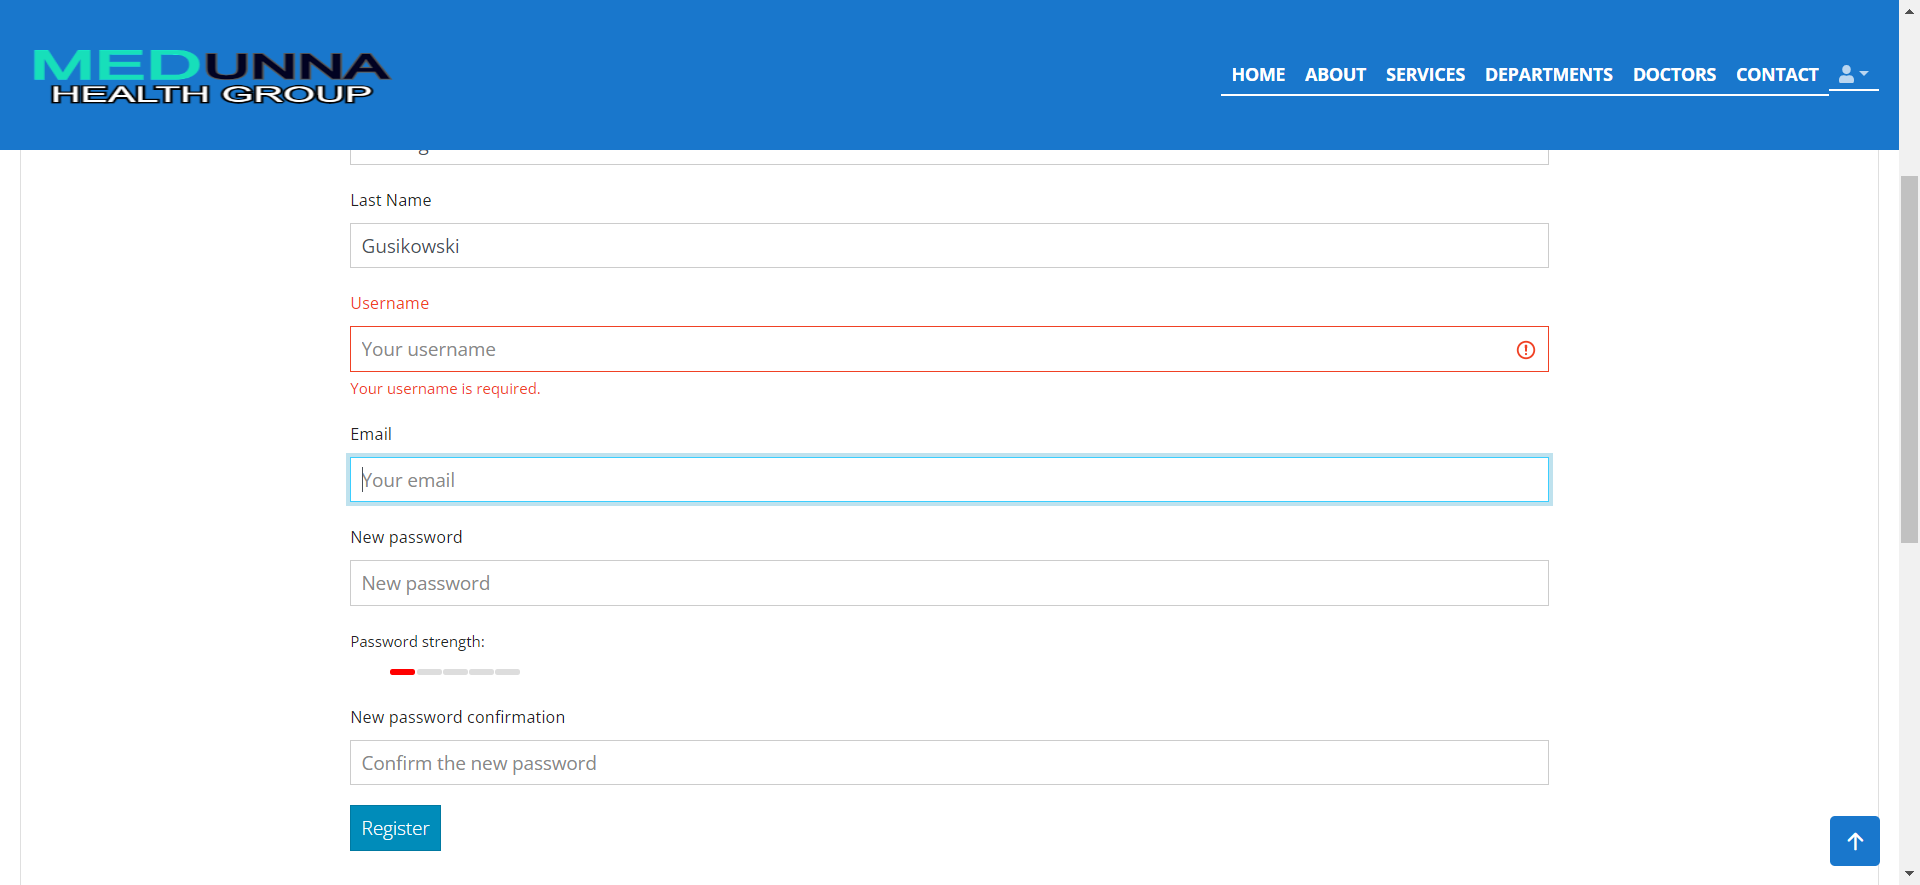 MEDUNNA
HEALTH GROUP
HOME ABOUT SERVICES DEPARTMENTS DOCTORS CONTACT
Last Name
Gusikowski
Username
Your username
Your username is required.
Email
Your email
New password
New password
Password strength:
New password confirmation
Confirm the new password
Register